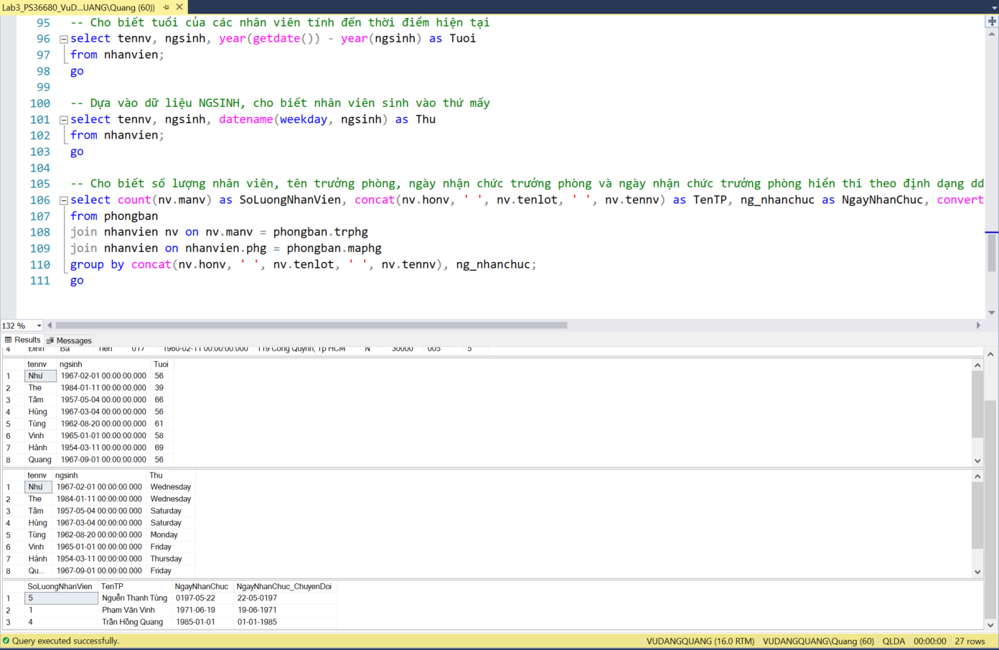 Lab3_PS36680_VuD...UANG\Quang (60))
95 -- Cho biết tuổi của các nhân viên tính đến thời điểm hiện tại
96 select tennv, ngsinh, year(getdate()) - year(ngsinh) as Tuoi
97 from nhanvien;
98 go
99
100 -- Dựa vào dữ liệu NGSINH, cho biết nhân viên sinh vào thứ mấy
101 select tennv, ngsinh, datename(weekday, ngsinh) as Thu
102 from nhanvien;
103 go
104
105 -- Cho biết số lượng nhân viên, tên trưởng phòng, ngày nhận chức trưởng phòng và ngày nhận chức trưởng phòng hiển thi theo định dạng dd
106 select count(nv.manv) as SoLuongNhanVien, concat(nv.honv, ' ', nv.tenlot, ' ', nv.tennv) as TenTP, ng_nhanchuc as NgayNhanChuc, convert
107 from phongban
108 join nhanvien nv on nv.manv = phongban.trphg
109 join nhanvien on nhanvien.phg = phongban.maphg
110 group by concat(nv.honv, ' ', nv.tenlot, ' ', nv.tennv), ng_nhanchuc;
111 go
132 %
Results Messages
4 Đinh Bá Tiên 017 1960-02-11 00:00:00.000 119 Cống Quỳnh, Tp HCM N 30000 005 5
tennv ngsinh Tuoi
1 Như 1967-02-01 00:00:00.000 56
2 The 1984-01-11 00:00:00.000 39
3 Tâm 1957-05-04 00:00:00.000 66
4 Hùng 1967-03-04 00:00:00.000 56
5 Tùng 1962-08-20 00:00:00.000 61
6 Vinh 1965-01-01 00:00:00.000 58
7 Hành 1954-03-11 00:00:00.000 69
8 Quang 1967-09-01 00:00:00.000 56
tennv ngsinh Thu
1 Như 1967-02-01 00:00:00.000 Wednesday
2 The 1984-01-11 00:00:00.000 Wednesday
3 Tâm 1957-05-04 00:00:00.000 Saturday
4 Hùng 1967-03-04 00:00:00.000 Saturday
5 Tùng 1962-08-20 00:00:00.000 Monday
6 Vinh 1965-01-01 00:00:00.000 Friday
7 Hành 1954-03-11 00:00:00.000 Thursday
8 Qu... 1967-09-01 00:00:00.000 Friday
SoLuongNhanVien TenTP NgayNhanChuc NgayNhanChuc_ChuyenDoi
1 5 Nguễn Thanh Tùng 0197-05-22 22-05-0197
2 1 Phạm Văn Vinh 1971-06-19 19-06-1971
3 4 Trần Hồng Quang 1985-01-01 01-01-1985
Query executed successfully. VUDANGQUANG (16.0 RTM) VUDANGQUANG\Quang (60) QLDA 00:00:00 27 rows